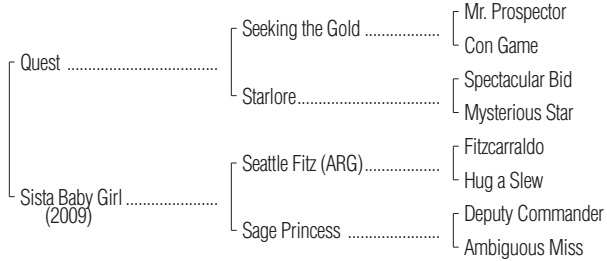 Mr. Prospector
Seeking the Gold ..................
Con Game
Quest ....................................
Spectacular Bid
Starlore..................................
Mysterious Star
Fitzcarraldo
Seattle Fitz (ARG)..................
Hug a Slew
Sista Baby Girl ......................
(2009)
Deputy Commander
Sage Princess ......................
Ambiguous Miss